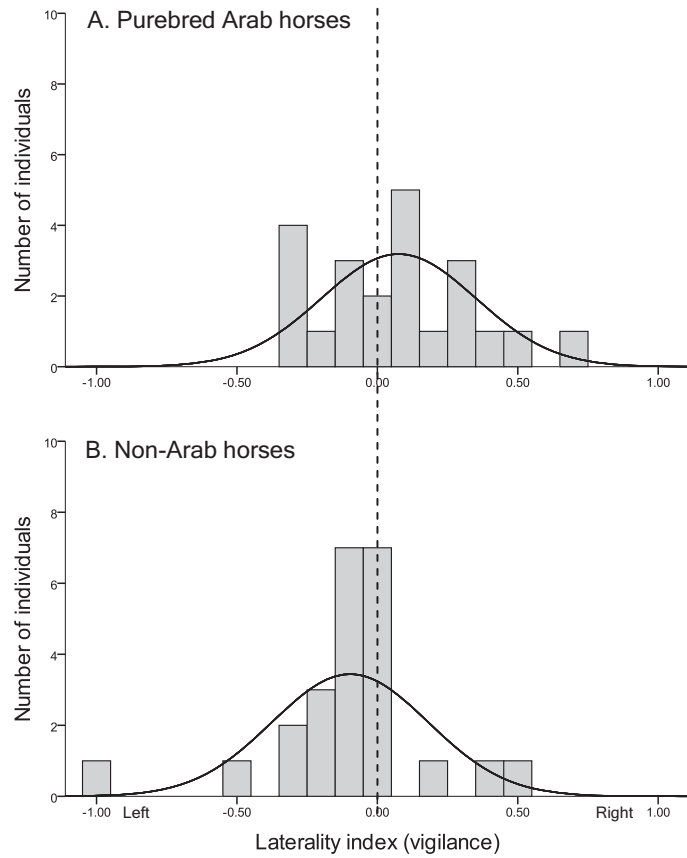 A. Purebred Arab horses
Number of individuals
10
8
6
4
2
0
-1.00 -0.50 0.00 0.50 1.00
B. Non-Arab horses
Number of individuals
10
8
6
4
2
0
-1.00 Left -0.50 0.00 0.50 Right 1.00
Laterality index (vigilance)